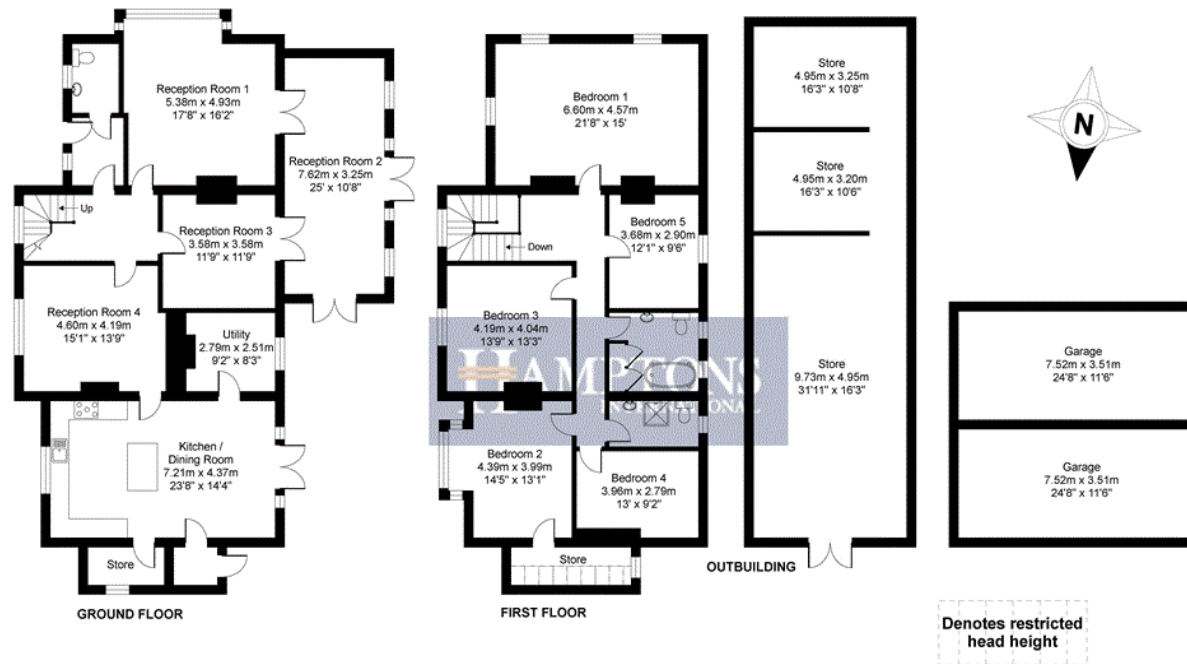 Reception Room 1
5.38m x 4.93m
17'8" x 16'2"
Reception Room 2
7.62m x 3.25m
25' x 10'8"
Up
Reception Room 3
3.58m x 3.58m
11'9" x 11'9"
Reception Room 4
4.60m x 4.19m
15'1" x 13'9"
Utility
2.79m x 2.51m
9'2" x 8'3"
Kitchen /
Dining Room
7.21m x 4.37m
23'8" x 14'4"
Store
GROUND FLOOR
Bedroom 1
6.60m x 4.57m
21'8" x 15'
Bedroom 5
3.68m x 2.90m
12'1" x 9'6"
Down
Bedroom 3
4.19m x 4.04m
13'9" x 13'3"
HAMPTONS
INTERNATIONAL
Bedroom 2
4.39m x 3.99m
14'5" x 13'1"
Bedroom 4
3.96m x 2.79m
13' x 9'2"
Store
FIRST FLOOR
Store
4.95m x 3.25m
16'3" x 10'8"
Store
4.95m x 3.20m
16'3" x 10'6"
Store
9.73m x 4.95m
31'11" x 16'3"
OUTBUILDING
N
Garage
7.52m x 3.51m
24'8" x 11'6"
Garage
7.52m x 3.51m
24'8" x 11'6"
Denotes restricted
head height